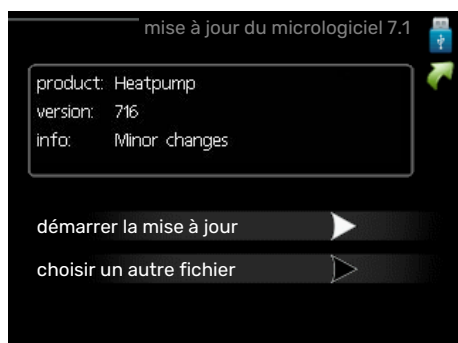 mise à jour du micrologiciel 7.1
product: Heatpump
version: 716
info: Minor changes
démarrer la mise à jour
choisir un autre fichier